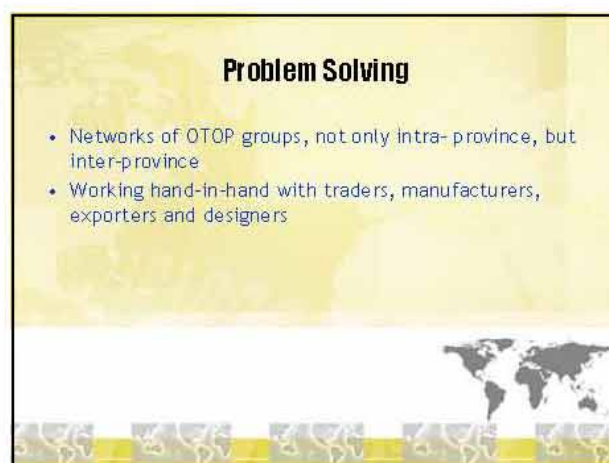 Problem Solving
• Networks of OTOP groups, not only intra- province, but
inter-province
• Working hand-in-hand with traders, manufacturers,
exporters and designers